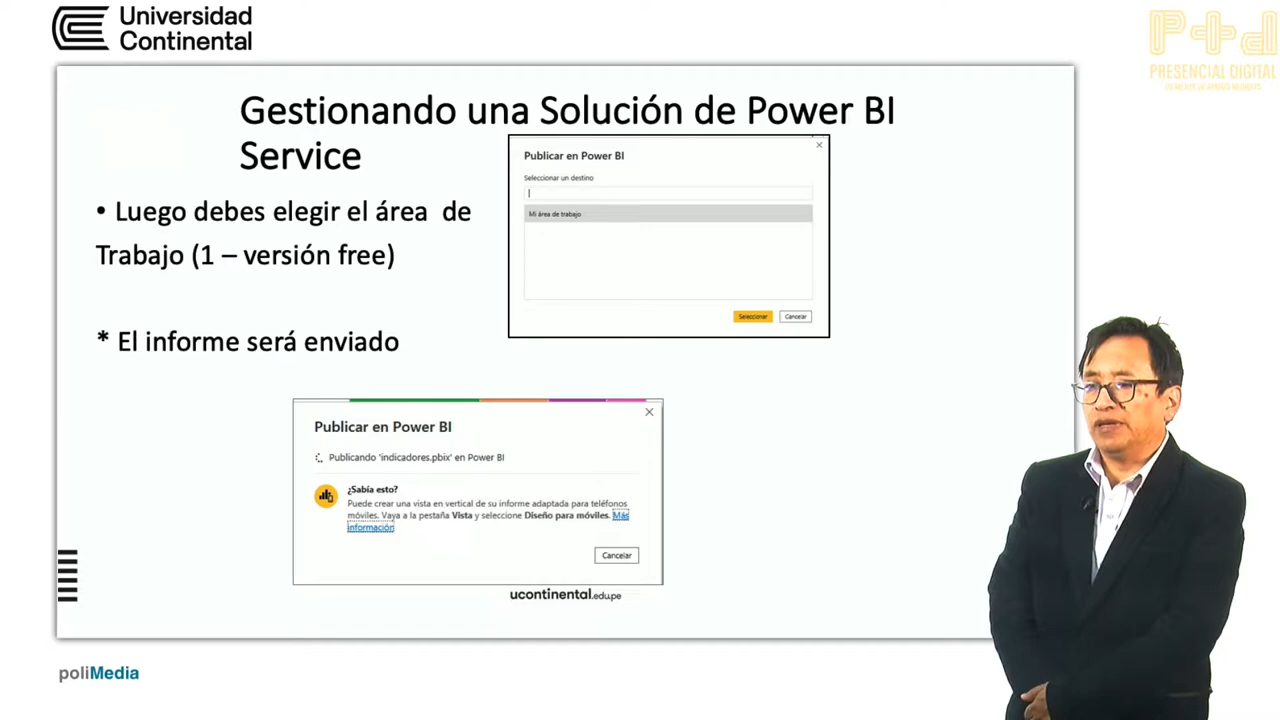 Universidad
Continental
P+d
PRESENCIAL DIGITAL
Gestionando una Solución de Power BI
Service
• Luego debes elegir el área de
Trabajo (1 – versión free)
* El informe será enviado
Publicar en Power BI
Seleccionar un destino
Mi área de trabajo
Seleccionar
Cancelar
Publicar en Power BI
Publicando 'indicadores.pbix' en Power BI
¿Sabía esto?
Puede crear una vista en vertical de su informe adaptada para teléfonos
móviles. Vaya a la pestaña Vista y seleccione Diseño para móviles. Más
información
Cancelar
ucontinental.edu.pe
poliMedia